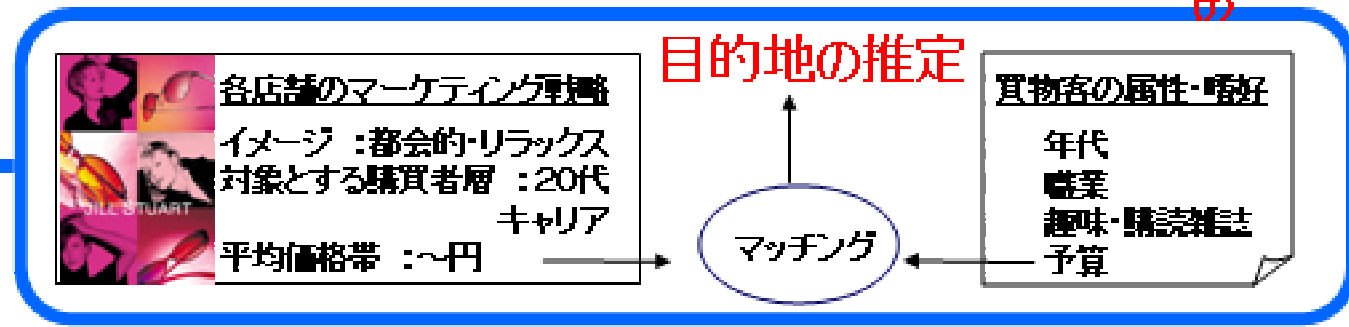 の
目的地の推定
各店舗のマーケティング戦略
イメージ :都会的・リラックス
対象とする購買者層 :20代
キャリア
平均価格帯 :~円
JILL STUART
マッチング
買物客の属性・嗜好
年代
職業
趣味・購読雑誌
予算